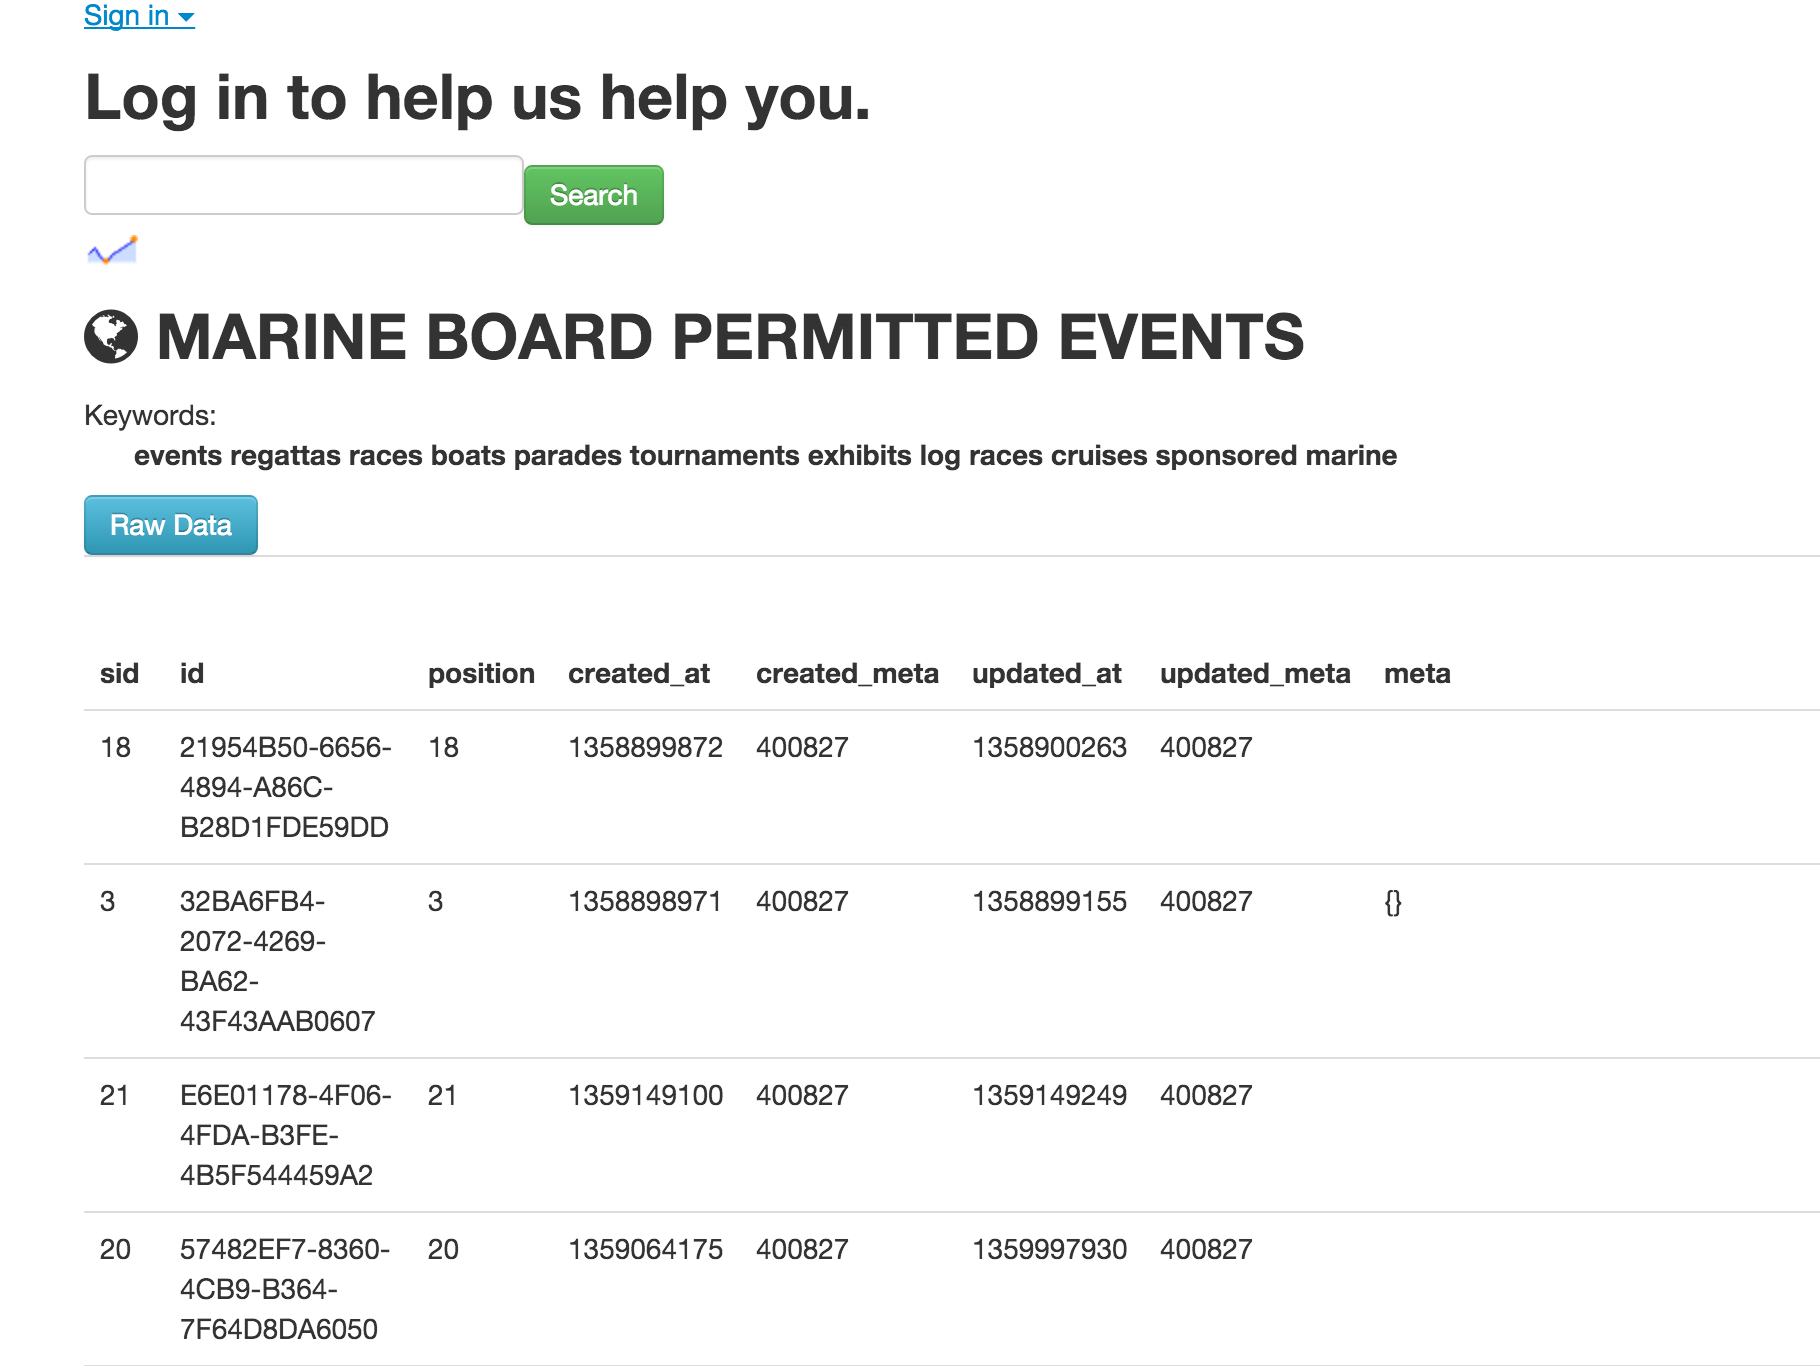 Sign in
Log in to help us help you.
Search
MARINE BOARD PERMITTED EVENTS
Keywords:
events regattas races boats parades tournaments exhibits log races cruises sponsored marine
Raw Data
sid id position created_at created_meta updated_at updated_meta meta
18 21954B50-6656- 18 1358899872 400827 1358900263 400827
4894-A86C-
B28D1FDE59DD
3 32BA6FB4- 3 1358898971 400827 1358899155 400827 {}
2072-4269-
BA62-
43F43AAB0607
21 E6E01178-4F06- 21 1359149100 400827 1359149249 400827
4FDA-B3FE-
4B5F544459A2
20 57482EF7-8360- 20 1359064175 400827 1359997930 400827
4CB9-B364-
7F64D8DA6050